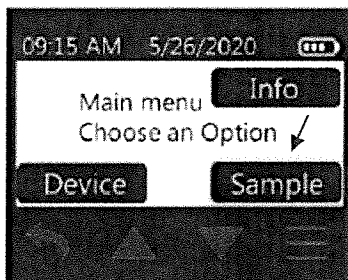 09:15 AM 5/26/2020
Info
Main menu
Choose an Option
Device Sample